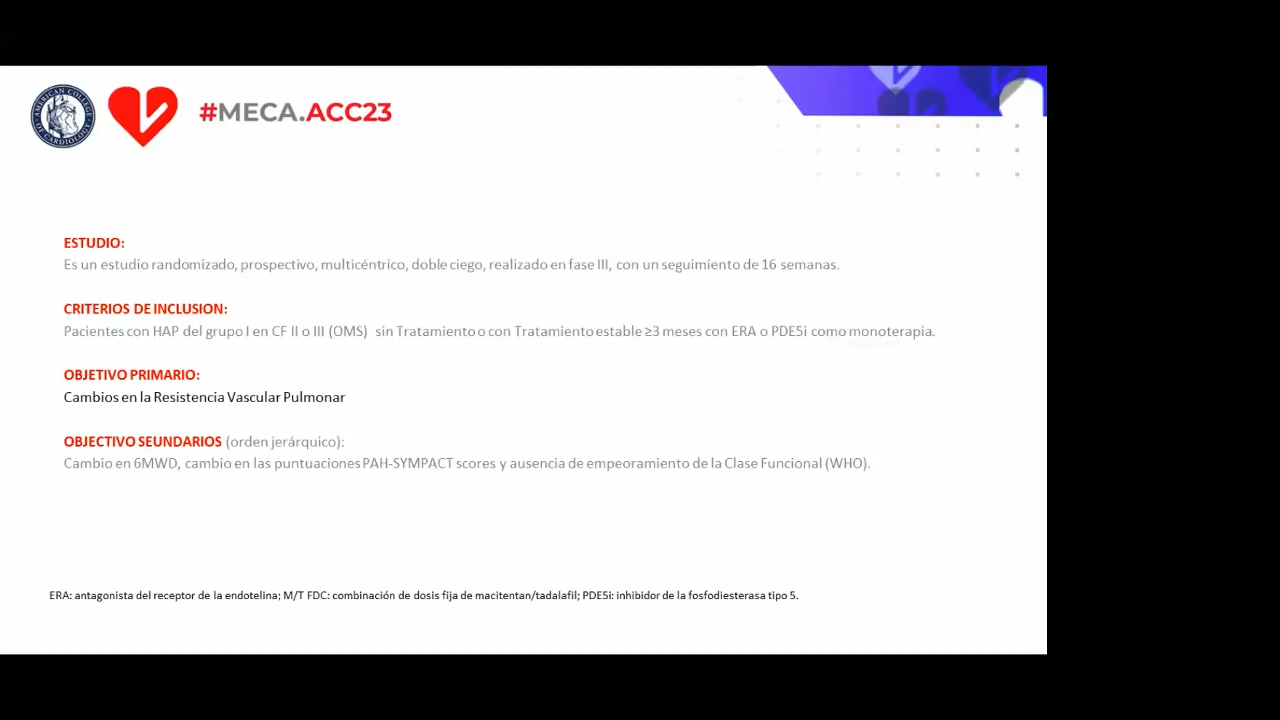 AMERICAN COLLEGE OF CARDIOLOGY
#MECA.ACC23
ESTUDIO:
Es un estudio randomizado, prospectivo, multicéntrico, doble ciego, realizado en fase III, con un seguimiento de 16 semanas.
CRITERIOS DE INCLUSION:
Pacientes con HAP del grupo I en CF II o III (OMS) sin Tratamiento o con Tratamiento estable ≥3 meses con ERA o PDE5i como monoterapia.
OBJETIVO PRIMARIO:
Cambios en la Resistencia Vascular Pulmonar
OBJECTIVO SEUNDARIOS (orden jerárquico):
Cambio en 6MWD, cambio en las puntuaciones PAH-SYMPACT scores y ausencia de empeoramiento de la Clase Funcional (WHO).
ERA: antagonista del receptor de la endotelina; M/T FDC: combinación de dosis fija de macitentan/tadalafil; PDE5i: inhibidor de la fosfodiesterasa tipo 5.